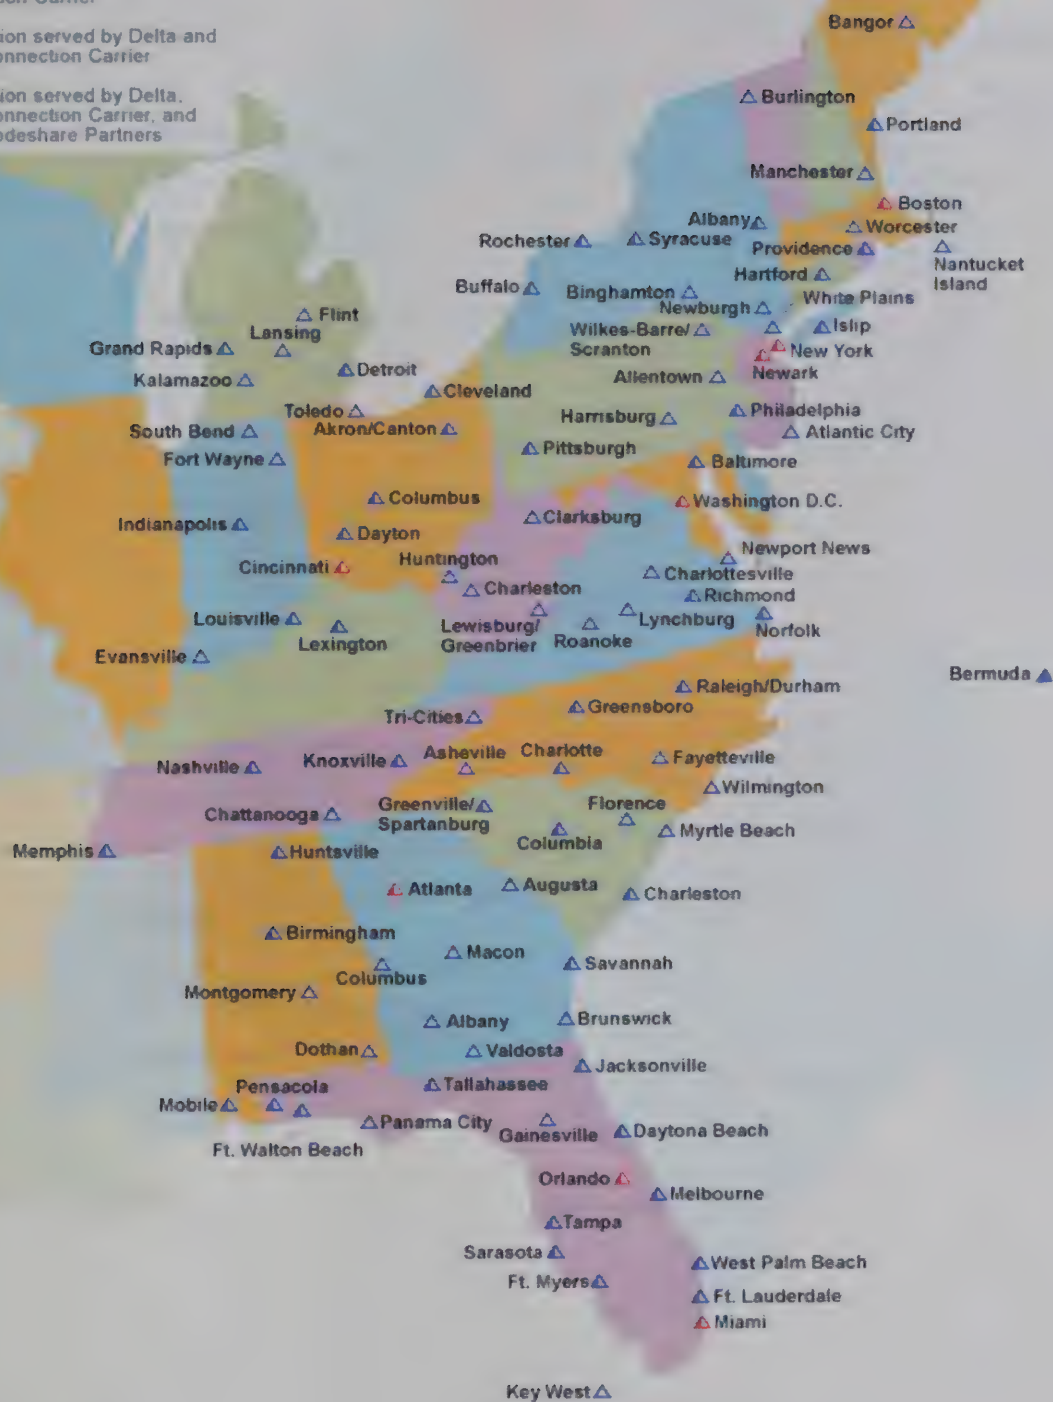 ion served by Delta and
onnection Carrier
ion served by Delta,
onnection Carrier, and
odeshare Partners
Bangor
Burlington
Portland
Manchester
Boston
Albany
Worcester
Rochester
Syracuse
Providence
Nantucket
Island
Hartford
Buffalo
Binghamton
White Plains
Newburgh
Flint
Wilkes-Barre/
Scranton
Islip
Lansing
Grand Rapids
New York
Detroit
Newark
Kalamazoo
Allentown
Cleveland
Toledo
Harrisburg
Philadelphia
South Bend
Akron/Canton
Atlantic City
Pittsburgh
Fort Wayne
Baltimore
Columbus
Washington D.C.
Clarksburg
Indianapolis
Dayton
Newport News
Huntington
Cincinnati
Charlottesville
Charleston
Richmond
Louisville
Lynchburg
Lewisburg/
Greenbrier
Norfolk
Lexington
Roanoke
Evansville
Bermuda
Raleigh/Durham
Greensboro
Tri-Cities
Asheville
Charlotte
Fayetteville
Knoxville
Nashville
Wilmington
Greenville/
Spartanburg
Florence
Chattanooga
Myrtle Beach
Columbia
Memphis
Huntsville
Augusta
Atlanta
Charleston
Birmingham
Macon
Savannah
Columbus
Montgomery
Albany
Brunswick
Dothan
Valdosta
Jacksonville
Pensacola
Tallahassee
Mobile
Panama City
Gainesville
Daytona Beach
Ft. Walton Beach
Orlando
Melbourne
Tampa
Sarasota
West Palm Beach
Ft. Myers
Ft. Lauderdale
Miami
Key West